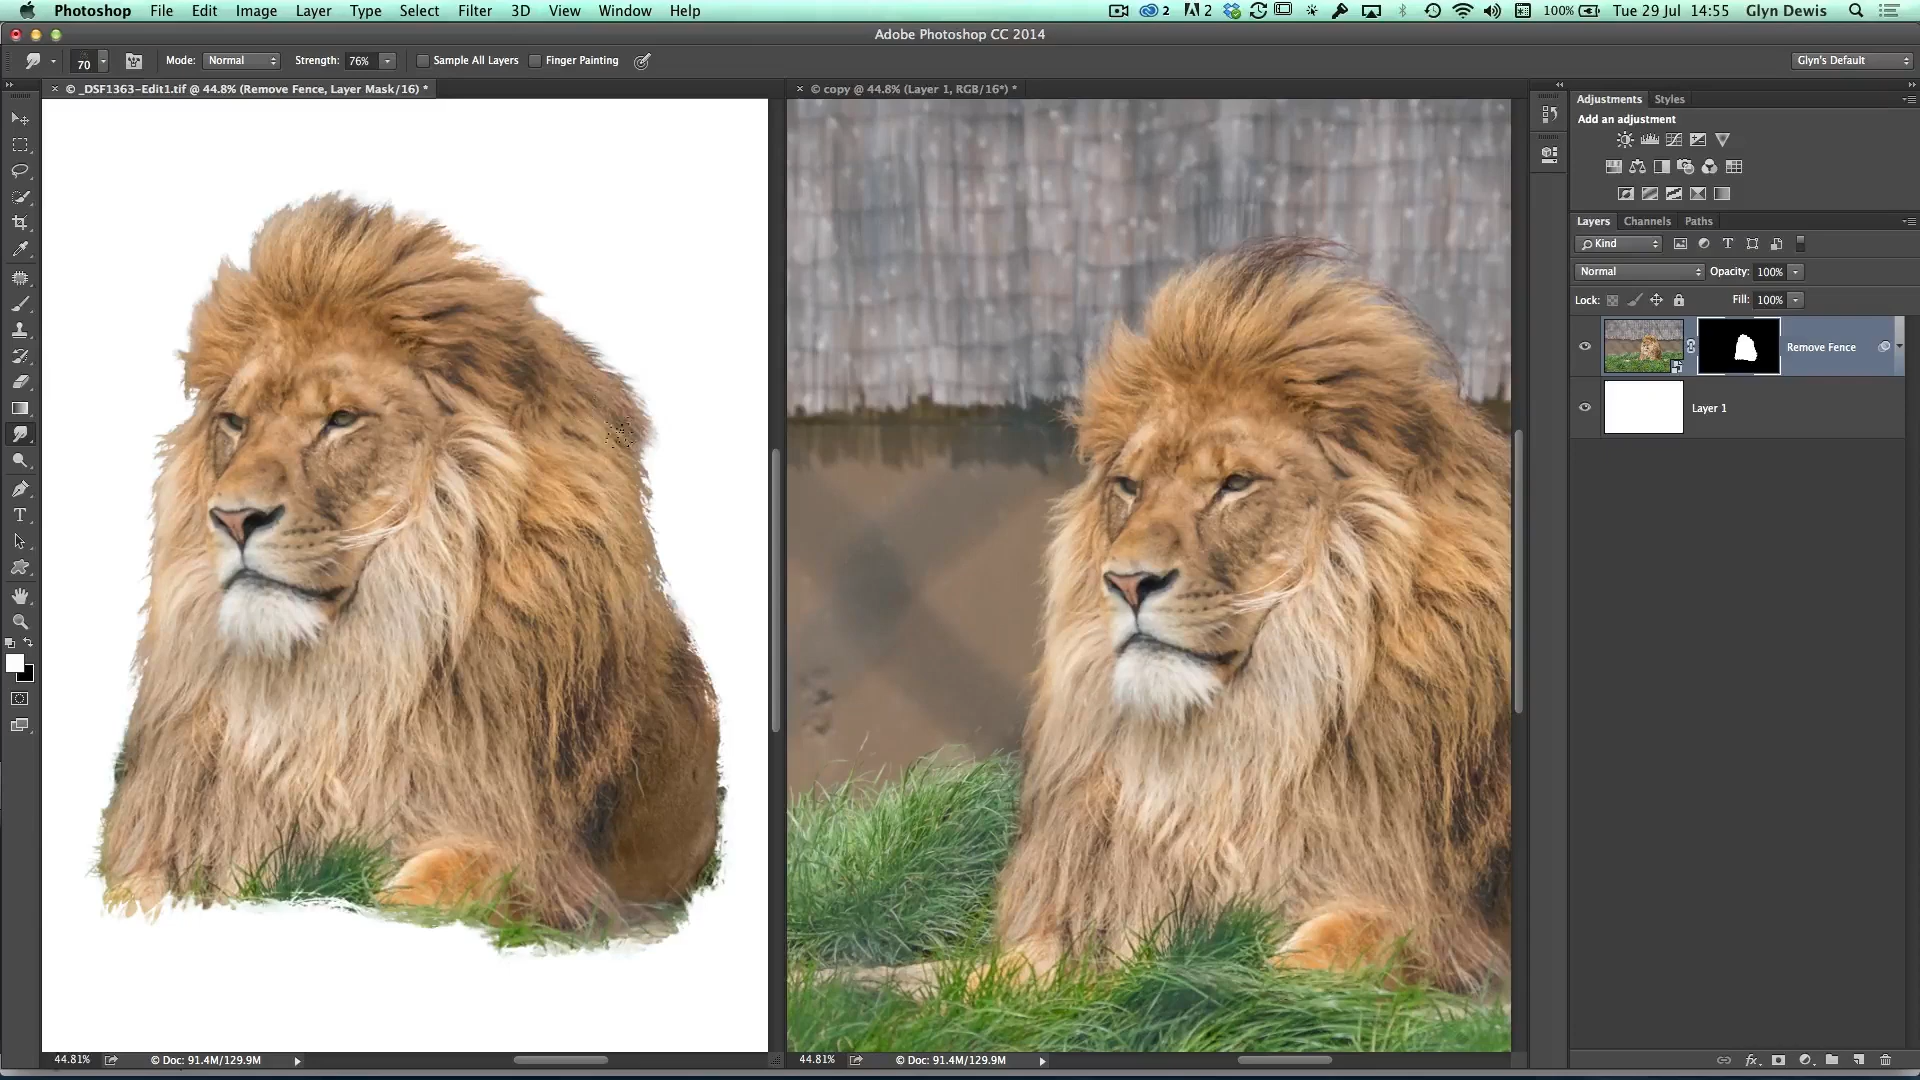 Photoshop File Edit Image Layer Type Select Filter 3D View Window Help 2 2 100% Tue 29 Jul 14:55 Glyn Dewis
Adobe Photoshop CC 2014
70 Mode: Normal Strength: 76% Sample All Layers Finger Painting Glyn's Default
× © _DSF1363-Edit1.tif @ 44.8% (Remove Fence, Layer Mask/16) * × © copy @ 44.8% (Layer 1, RGB/16*) *
Adjustments Styles
Add an adjustment
Layers Channels Paths
Kind
Normal Opacity: 100%
Lock: Fill: 100%
Remove Fence
Layer 1
44.81% © Doc: 91.4M/129.9M 44.81% © Doc: 91.4M/129.9M